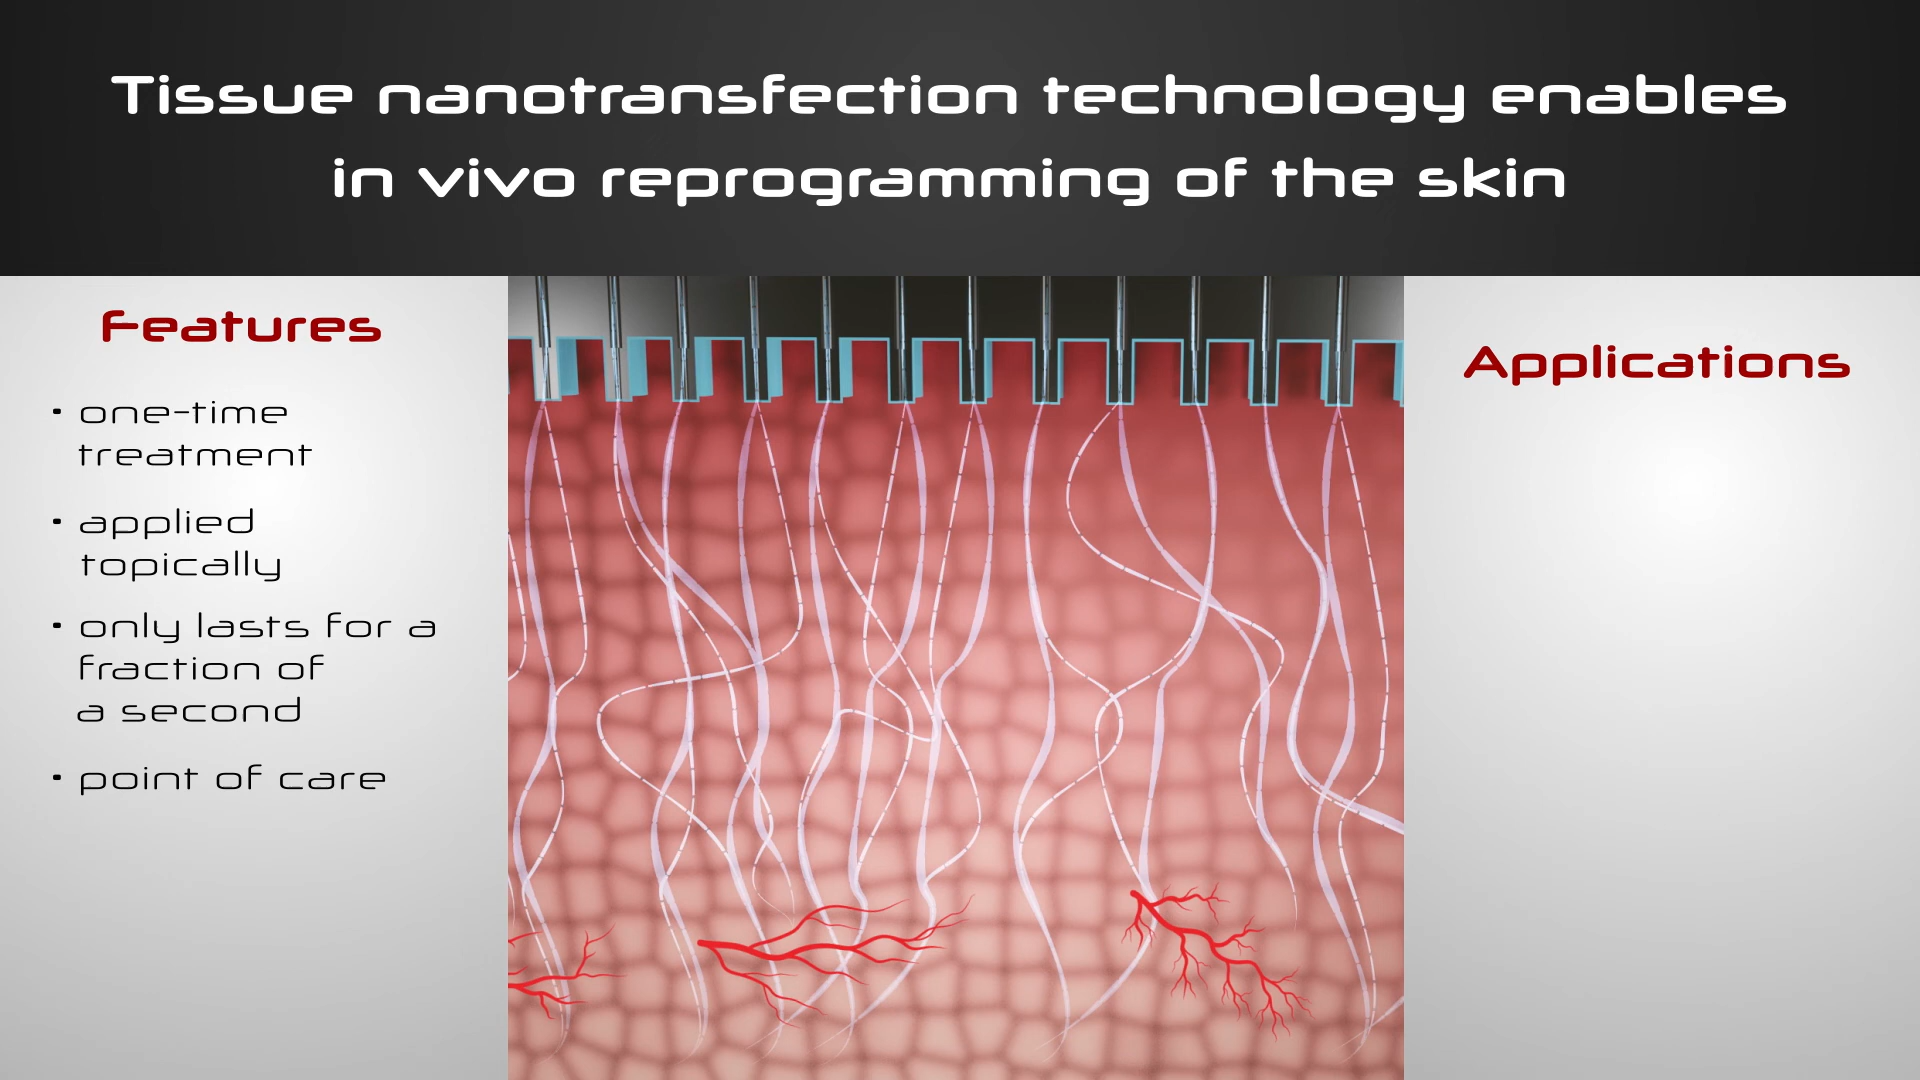 Tissue nanotransfection technology enables
in vivo reprogramming of the skin
Features
• one-time
treatment
• applied
topically
• only lasts for a
fraction of
a second
• point of care
Applications